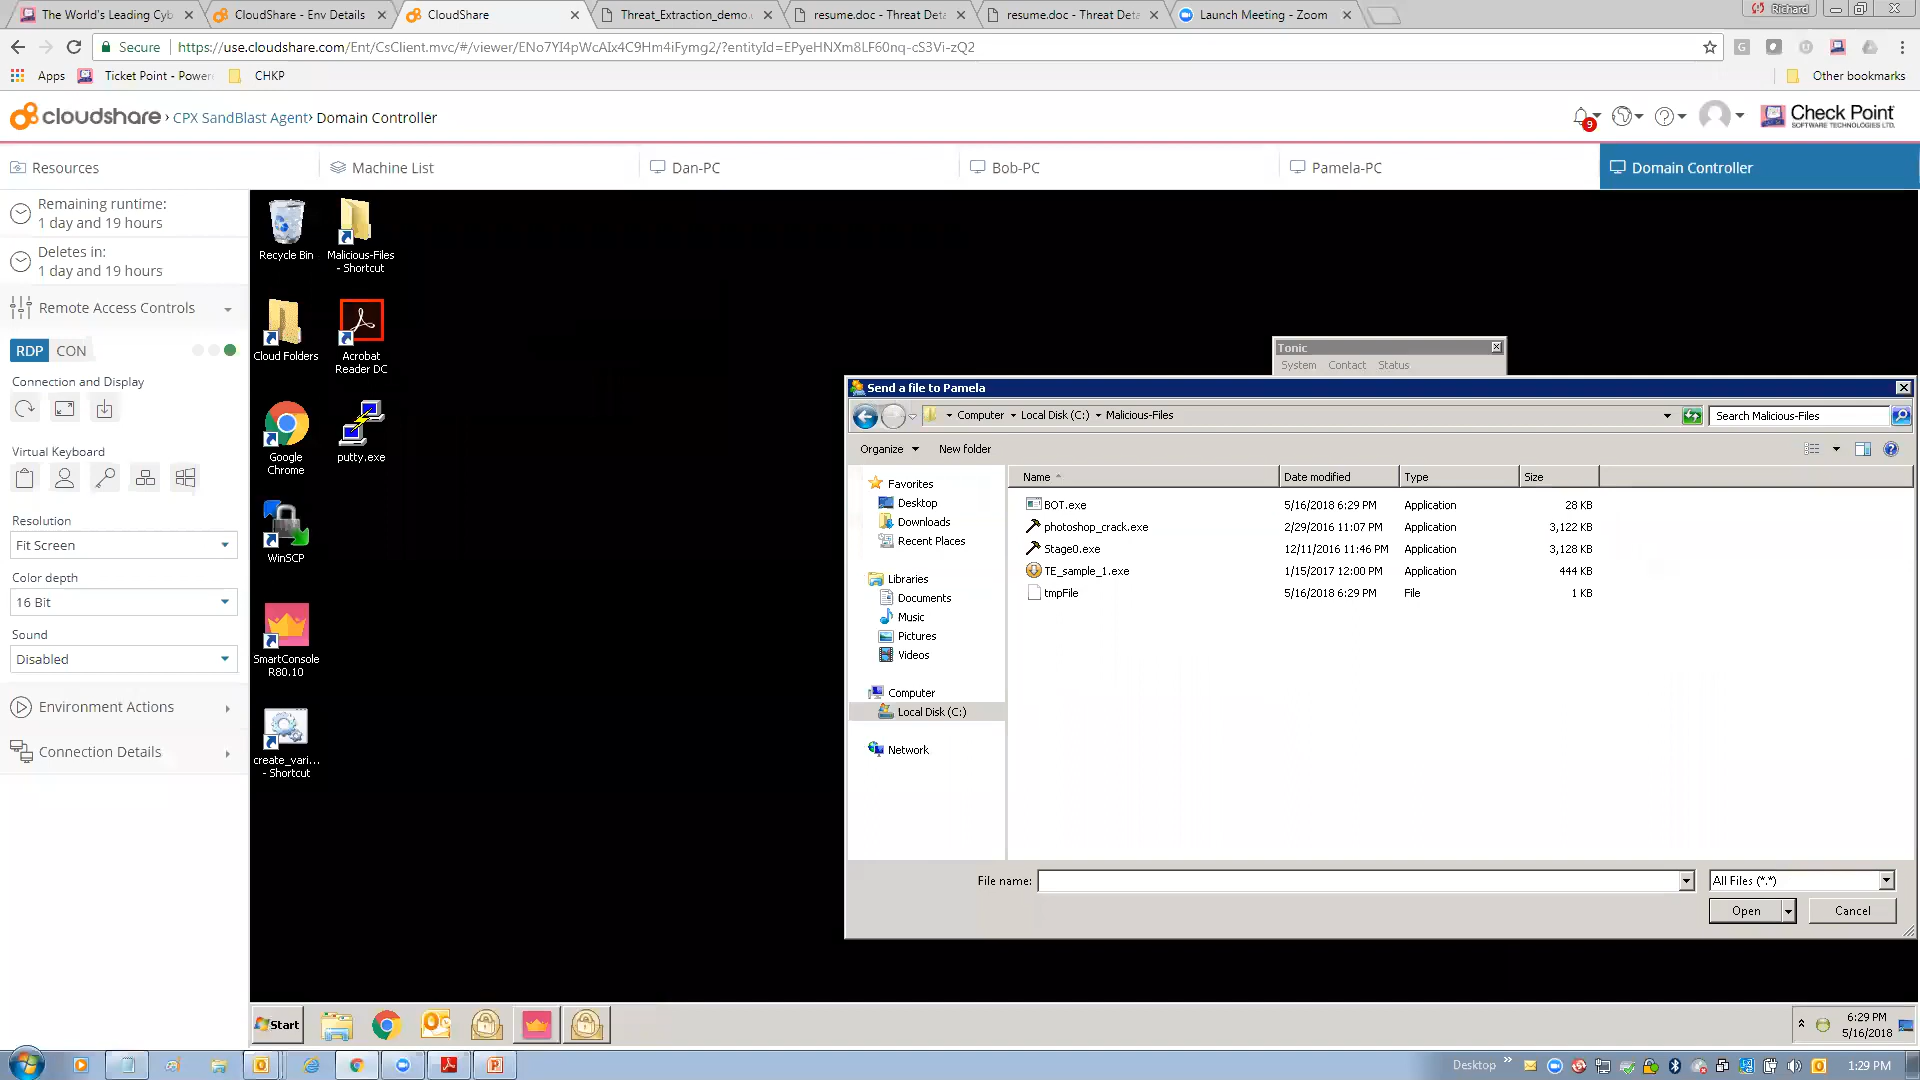 The World's Leading Cyb
CloudShare - Env Details
CloudShare
Threat_Extraction_demo.
resume.doc - Threat Deta
resume.doc - Threat Deta
Launch Meeting - Zoom
Richard
Secure
https://use.cloudshare.com/Ent/CsClient.mvc/#/viewer/ENo7YI4pWcAIx4C9Hm4iFymg2/?entityId=EPyeHNXm8LF60nq-cS3Vi-zQ2
Apps
Ticket Point - Power
CHKP
Other bookmarks
cloudshare › CPX SandBlast Agent› Domain Controller
9
Check Point
SOFTWARE TECHNOLOGIES LTD.
Resources
Machine List
Dan-PC
Bob-PC
Pamela-PC
Domain Controller
Remaining runtime:
1 day and 19 hours
Deletes in:
1 day and 19 hours
Remote Access Controls
RDP CON
Connection and Display
Virtual Keyboard
Resolution
Fit Screen
Color depth
16 Bit
Sound
Disabled
Environment Actions
Connection Details
Recycle Bin
Malicious-Files
- Shortcut
Cloud Folders
Acrobat
Reader DC
Google
Chrome
putty.exe
WinSCP
SmartConsole
R80.10
create_vari...
- Shortcut
Tonic
System Contact Status
Send a file to Pamela
Computer Local Disk (C:) Malicious-Files
Search Malicious-Files
Organize New folder
Favorites
Desktop
Downloads
Recent Places
Libraries
Documents
Music
Pictures
Videos
Computer
Local Disk (C:)
Network
Name Date modified Type Size
BOT.exe 5/16/2018 6:29 PM Application 28 KB
photoshop_crack.exe 2/29/2016 11:07 PM Application 3,122 KB
Stage0.exe 12/11/2016 11:46 PM Application 3,128 KB
TE_sample_1.exe 1/15/2017 12:00 PM Application 444 KB
tmpFile 5/16/2018 6:29 PM File 1 KB
File name:
All Files (*.*)
Open
Cancel
Start
6:29 PM
5/16/2018
Desktop
1:29 PM